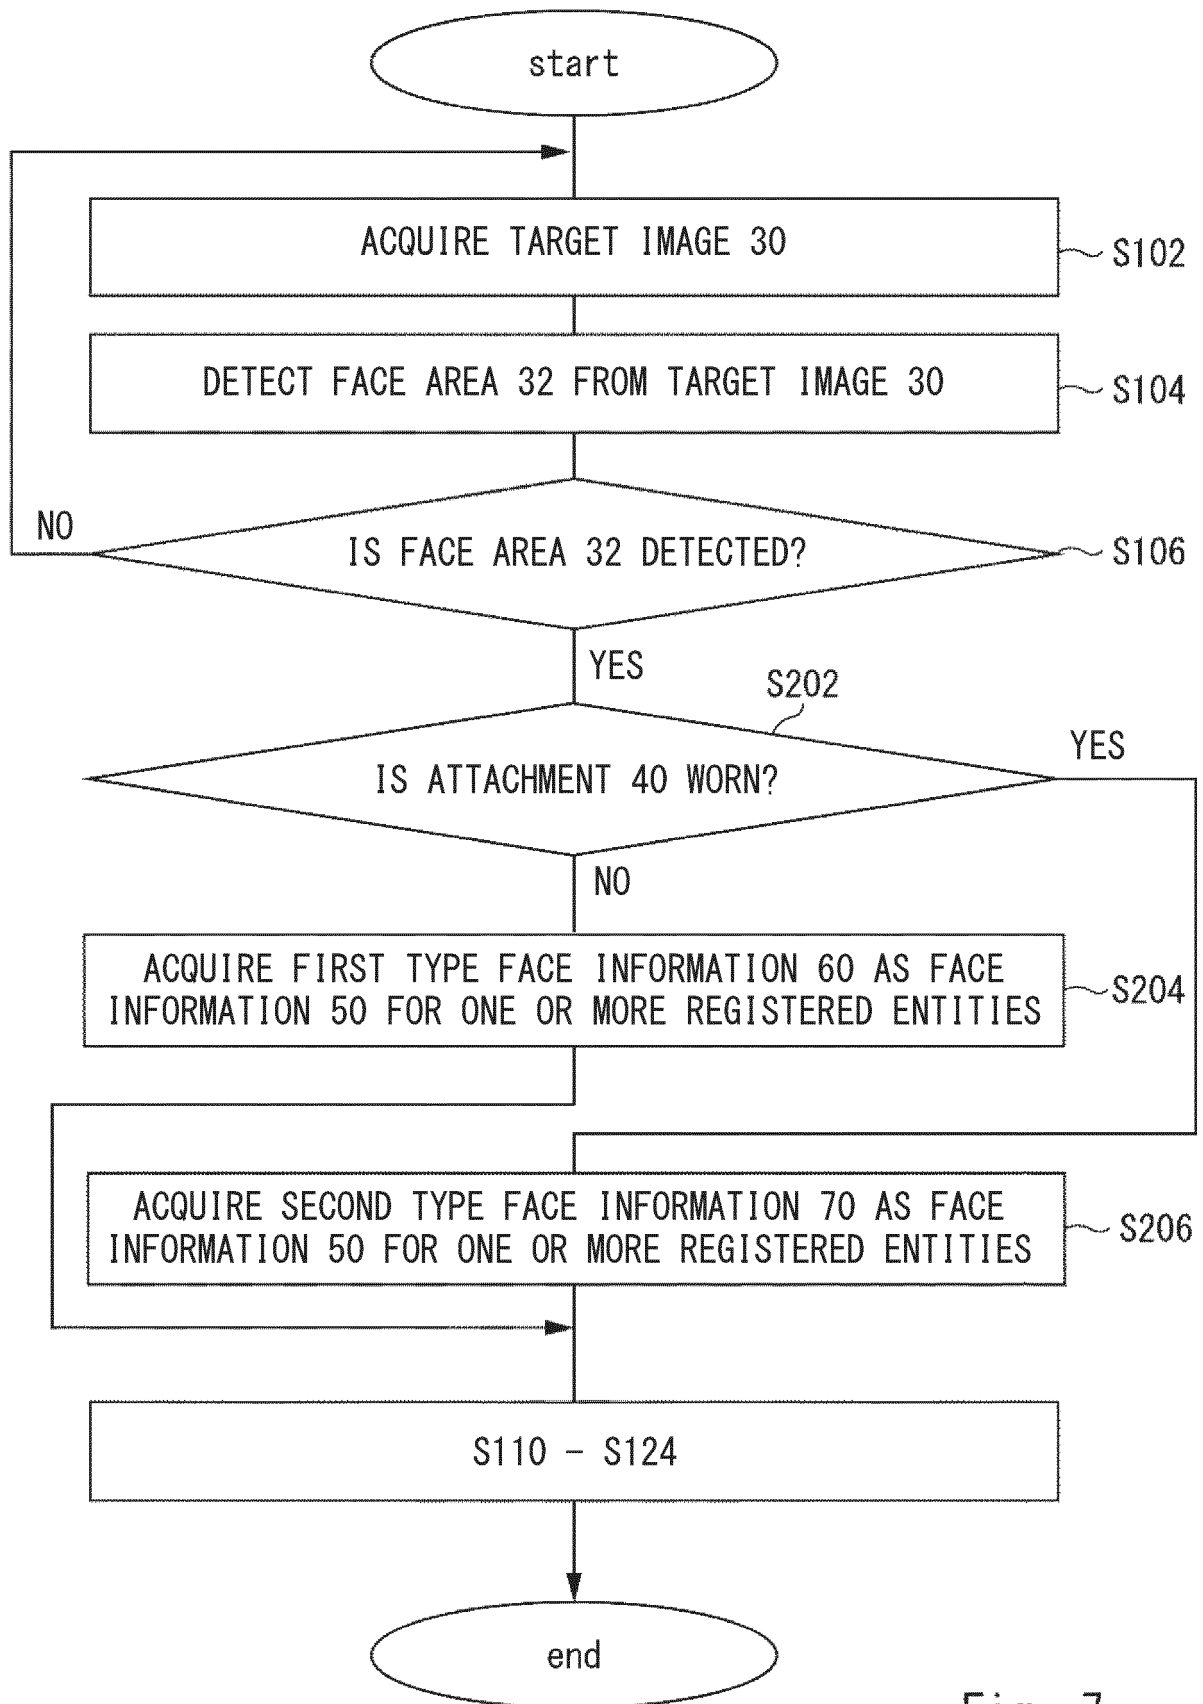 start
ACQUIRE TARGET IMAGE 30
S102
DETECT FACE AREA 32 FROM TARGET IMAGE 30
S104
NO
IS FACE AREA 32 DETECTED?
S106
YES
S202
IS ATTACHMENT 40 WORN?
YES
NO
ACQUIRE FIRST TYPE FACE INFORMATION 60 AS FACE
INFORMATION 50 FOR ONE OR MORE REGISTERED ENTITIES
S204
ACQUIRE SECOND TYPE FACE INFORMATION 70 AS FACE
INFORMATION 50 FOR ONE OR MORE REGISTERED ENTITIES
S206
S110 - S124
end